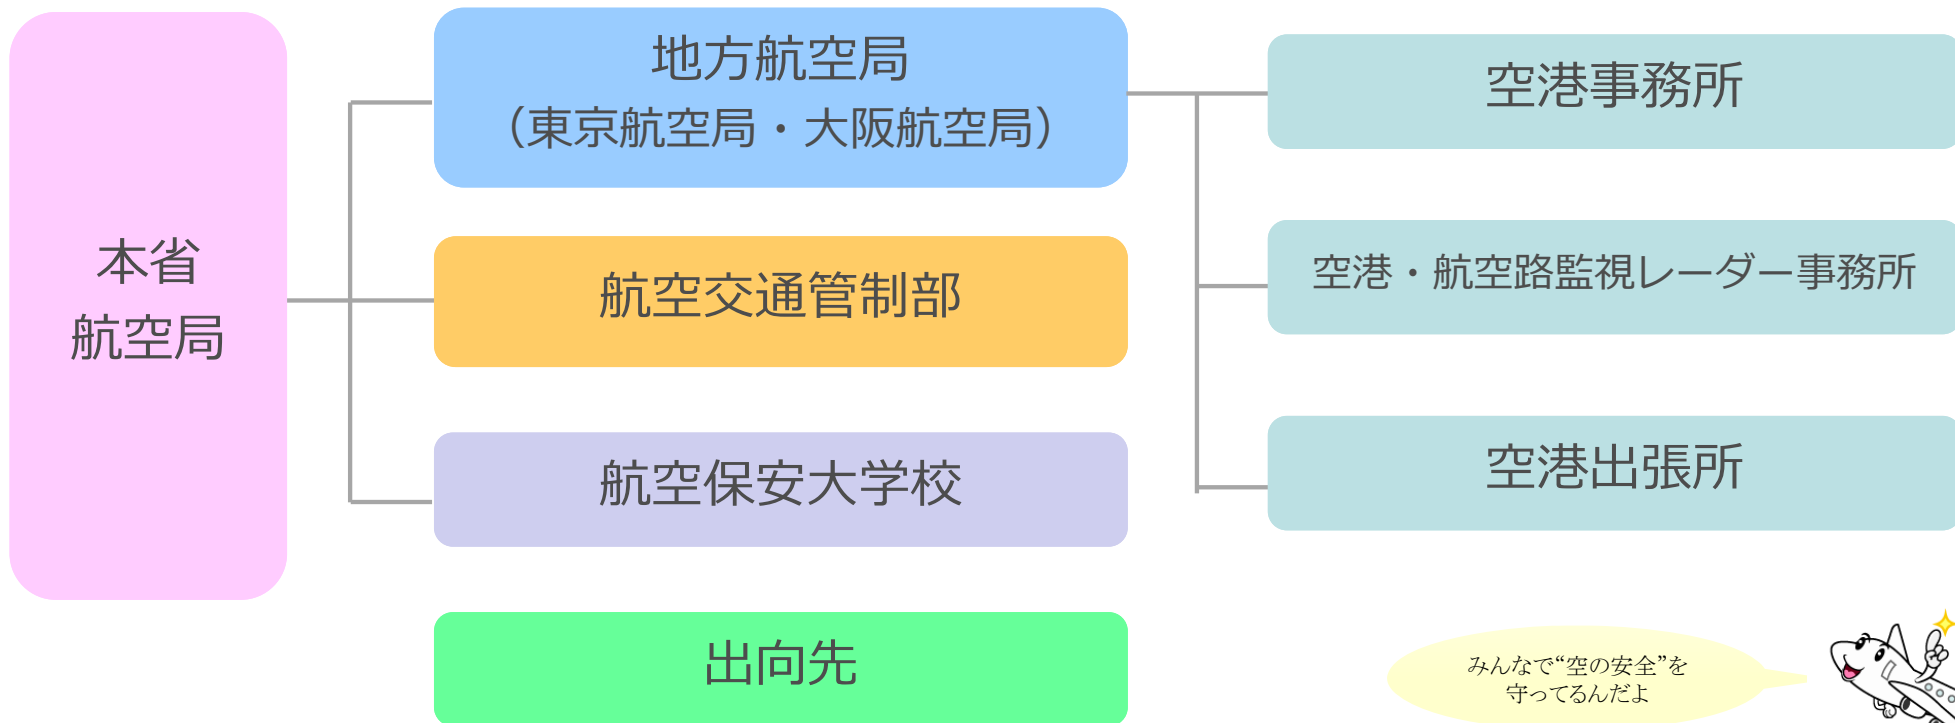 本省
航空局
地方航空局
（東京航空局・大阪航空局）
航空交通管制部
航空保安大学校
出向先
空港事務所
空港・航空路監視レーダー事務所
空港出張所
みんなで“空の安全”を
守ってるんだよ